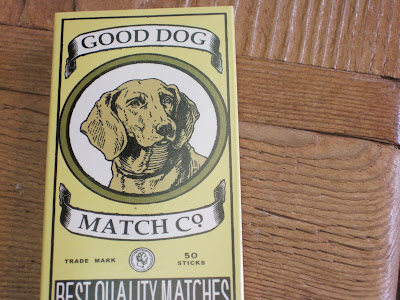 GOOD DOG
MATCH Co.
TRADE MARK 50
STICKS
BEST QUALITY MATCHES